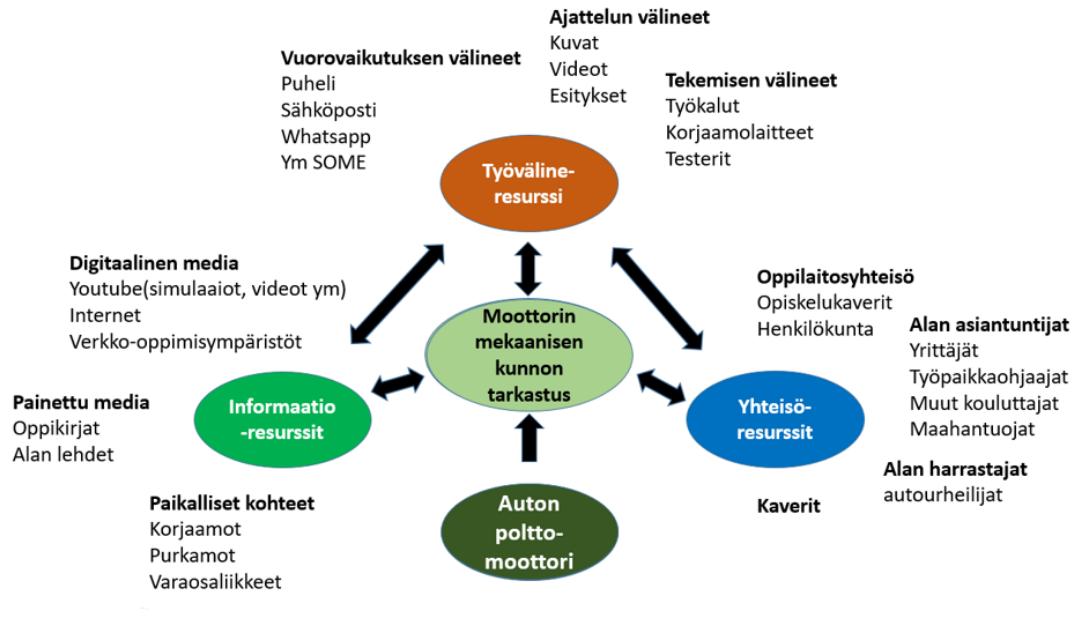 Ajattelun välineet
Kuvat
Videot
Esitykset
Vuorovaikutuksen välineet
Puheli
Sähköposti
Whatsapp
Ym SOME
Tekemisen välineet
Työkalut
Korjaamolaitteet
Testerit
Työväline-
resurssi
Digitaalinen media
Youtube(simulaaiot, videot ym)
Internet
Verkko-oppimisympäristöt
Oppilaitosyhteisö
Opiskelukaverit
Henkilökunta
Alan asiantuntijat
Yrittäjät
Työpaikkaohjaajat
Muut kouluttajat
Maahantuojat
Moottorin
mekaanisen
kunnon
tarkastus
Painettu media
Oppikirjat
Alan lehdet
Informaatio
-resurssit
Yhteisö-
resurssit
Alan harrastajat
autourheilijat
Kaverit
Paikalliset kohteet
Korjaamot
Purkamot
Varaosaliikkeet
Auton
poltto-
moottori